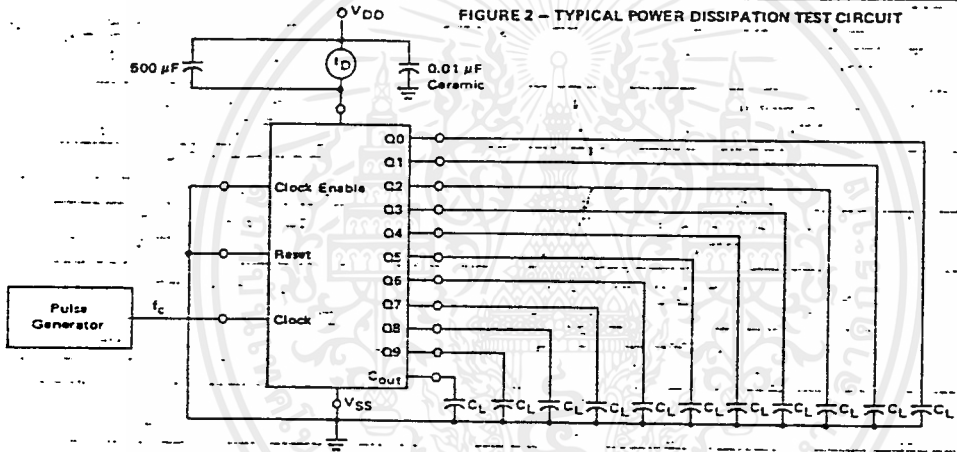 FIGURE 2 – TYPICAL POWER DISSIPATION TEST CIRCUIT
VDD
500 µF
ID
0.01 µF
Ceramic
Q0
Q1
Clock Enable
Q2
Q3
Q4
Reset
Q5
Q6
Pulse
Generator
fc
Clock
Q7
Q8
Q9
Cout
VSS
CL CL CL CL CL CL CL CL CL CL CL